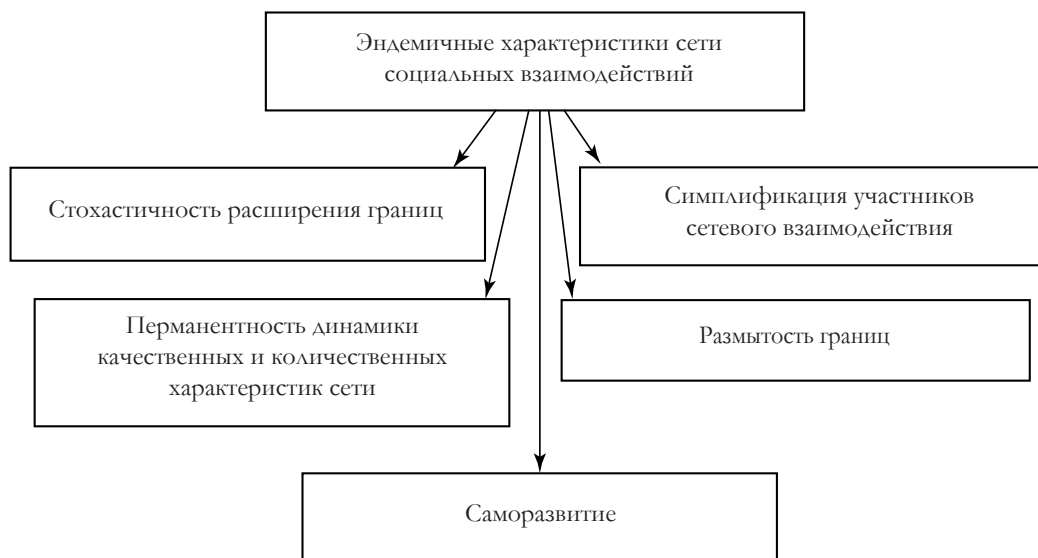 Эндемичные характеристики сети
социальных взаимодействий
Стохастичность расширения границ
Симплификация участников
сетевого взаимодействия
Перманентность динамики
качественных и количественных
характеристик сети
Размытость границ
Саморазвитие